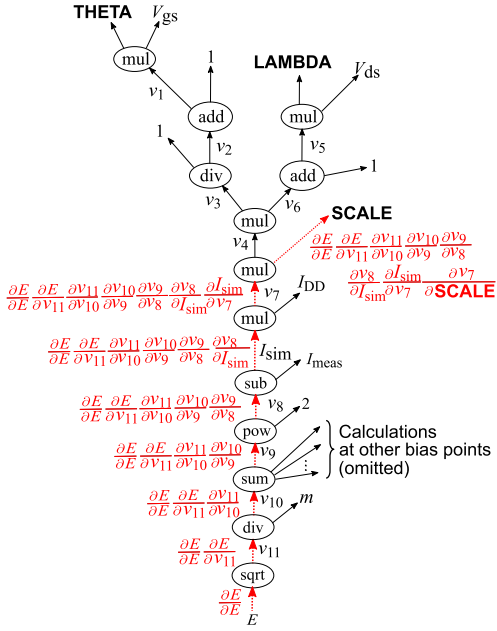 THETA V_gs
mul
1
LAMBDA
V_ds
v_1
add
mul
1
v_2
v_5
div
add
1
v_3
v_6
mul
SCALE
v_4
∂E/∂E ∂E/∂v_11 ∂v_11/∂v_10 ∂v_10/∂v_9 ∂v_9/∂v_8
mul
∂v_8/∂I_sim ∂I_sim/∂v_7 ∂v_7/∂SCALE
∂E/∂E ∂E/∂v_11 ∂v_11/∂v_10 ∂v_10/∂v_9 ∂v_9/∂v_8 ∂v_8/∂I_sim ∂I_sim/∂v_7
v_7
I_DD
mul
∂E/∂E ∂E/∂v_11 ∂v_11/∂v_10 ∂v_10/∂v_9 ∂v_9/∂v_8 ∂v_8/∂I_sim
I_sim
I_meas
sub
∂E/∂E ∂E/∂v_11 ∂v_11/∂v_10 ∂v_10/∂v_9 ∂v_9/∂v_8
v_8
2
pow
∂E/∂E ∂E/∂v_11 ∂v_11/∂v_10 ∂v_10/∂v_9
v_9
Calculations
at other bias points
(omitted)
sum
∂E/∂E ∂E/∂v_11 ∂v_11/∂v_10
v_10
m
div
∂E/∂E ∂E/∂v_11
v_11
sqrt
∂E/∂E
E